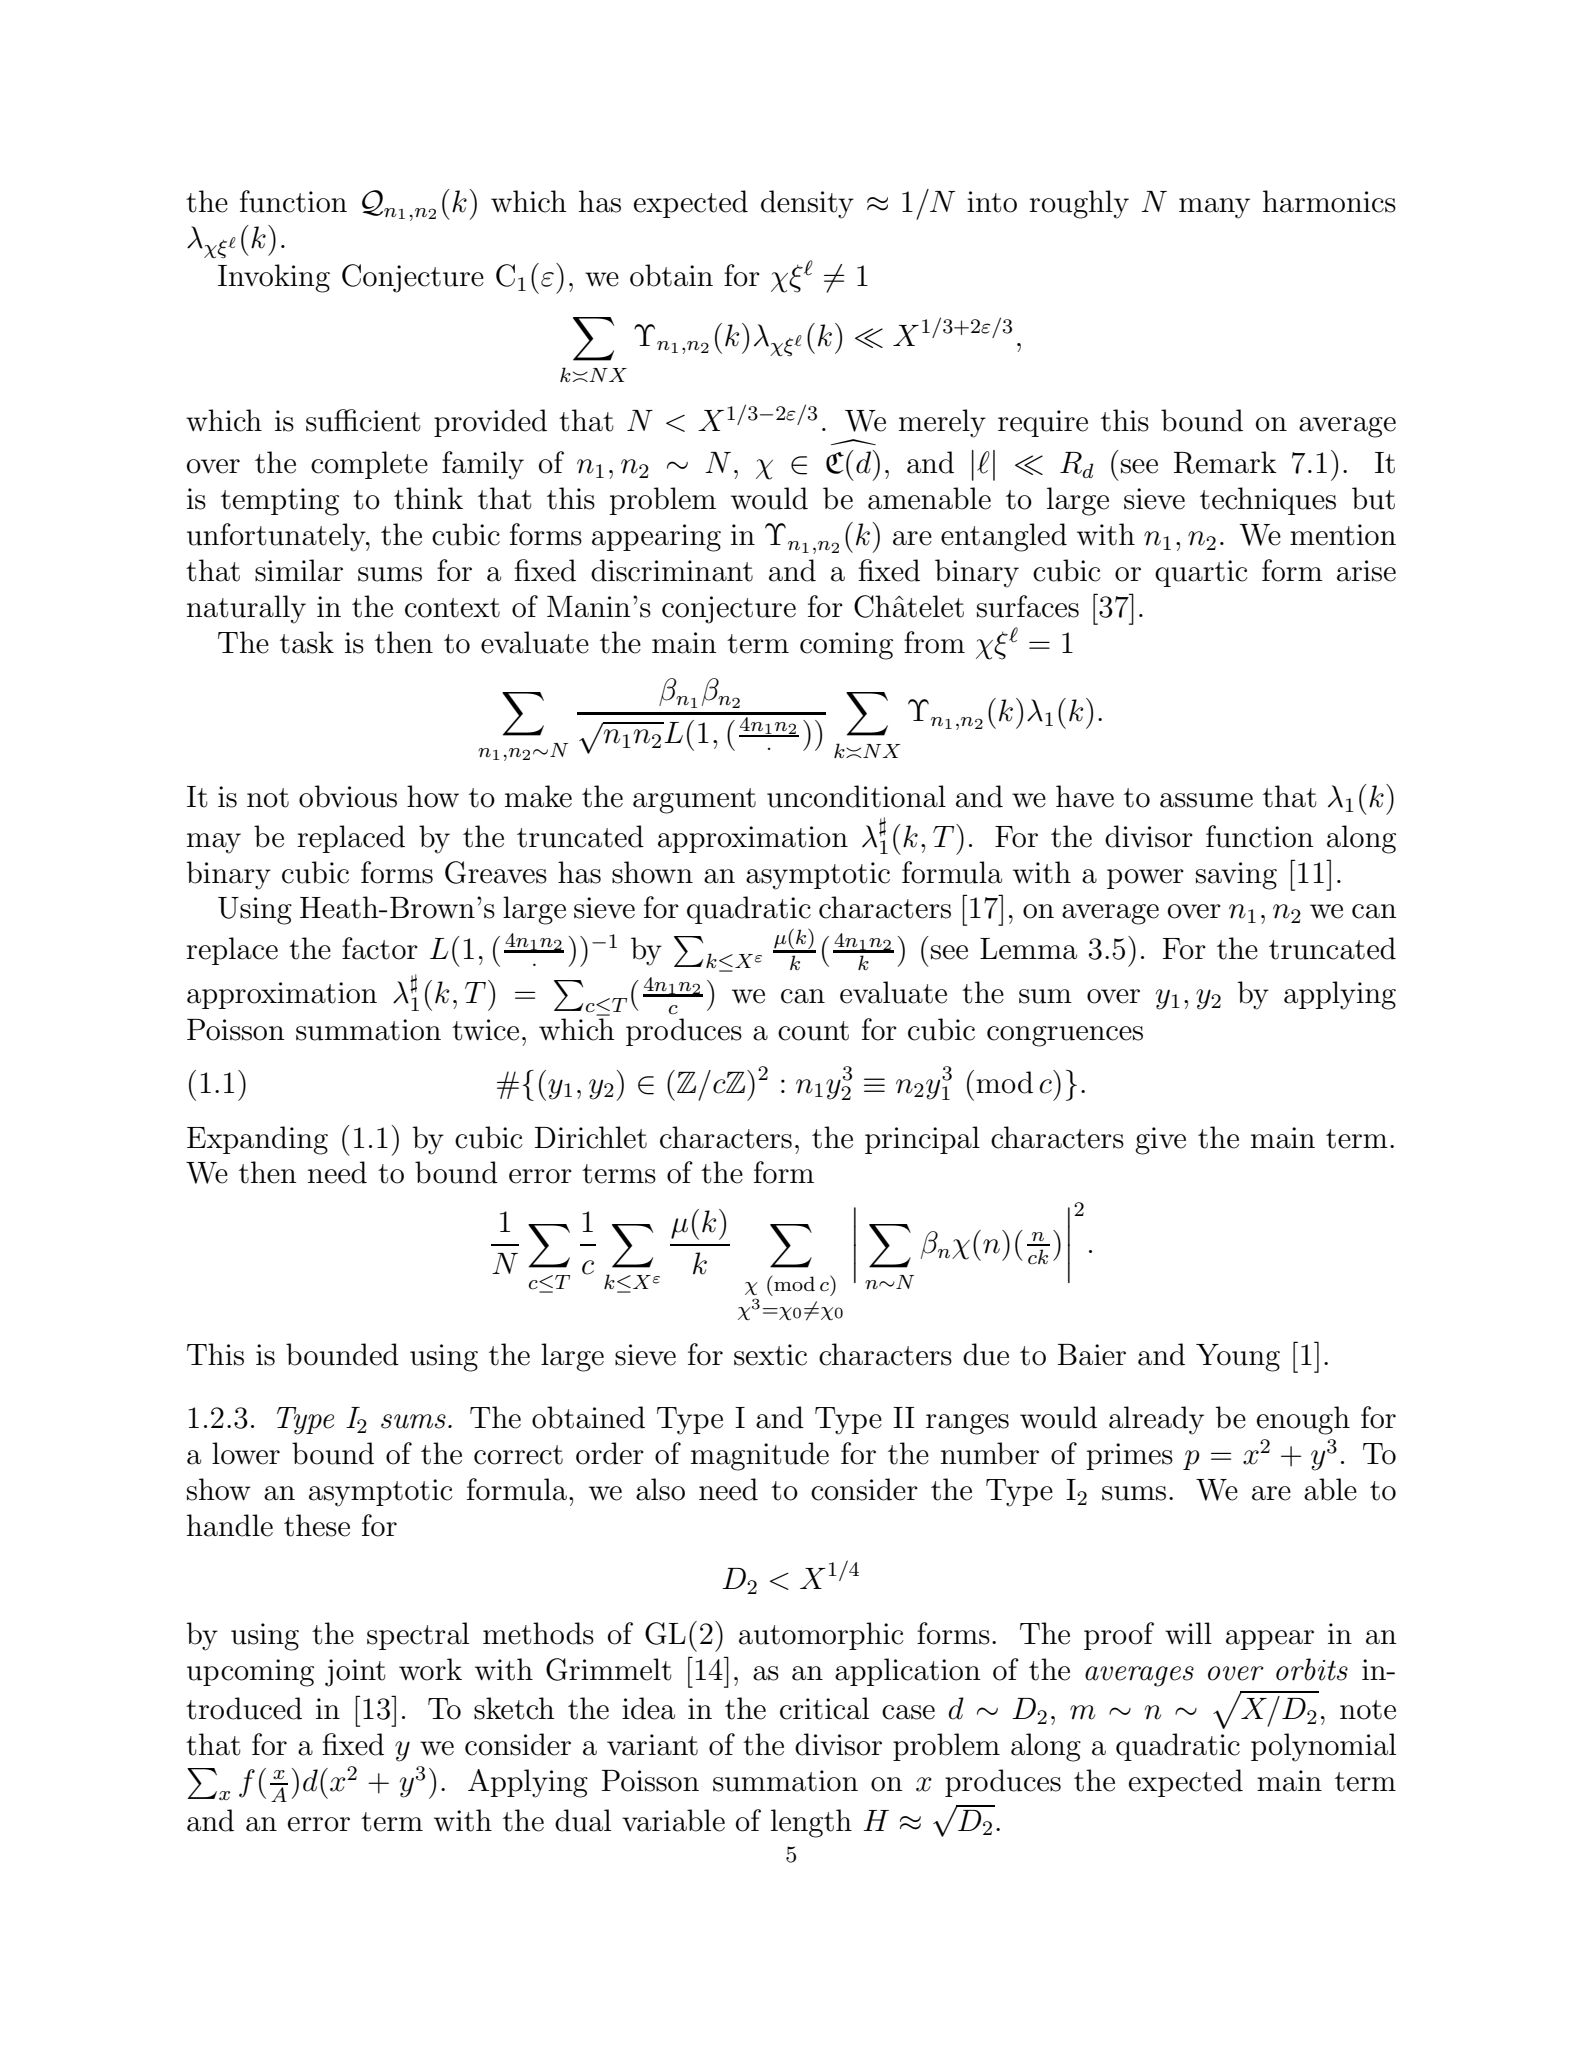 the function $\mathcal{Q}_{n_1,n_2}(k)$ which has expected density $\approx 1/N$ into roughly $N$ many harmonics
$\lambda_{\chi\xi^\ell}(k)$.
Invoking Conjecture $\mathrm{C}_1(\varepsilon)$, we obtain for $\chi\xi^\ell \neq 1$
$$\sum_{k \asymp NX} \Upsilon_{n_1,n_2}(k)\lambda_{\chi\xi^\ell}(k) \ll X^{1/3+2\varepsilon/3},$$
which is sufficient provided that $N < X^{1/3-2\varepsilon/3}$. We merely require this bound on average
over the complete family of $n_1, n_2 \sim N$, $\chi \in \widehat{\mathfrak{C}(d)}$, and $|\ell| \ll R_d$ (see Remark 7.1). It
is tempting to think that this problem would be amenable to large sieve techniques but
unfortunately, the cubic forms appearing in $\Upsilon_{n_1,n_2}(k)$ are entangled with $n_1, n_2$. We mention
that similar sums for a fixed discriminant and a fixed binary cubic or quartic form arise
naturally in the context of Manin's conjecture for Châtelet surfaces [37].
The task is then to evaluate the main term coming from $\chi\xi^\ell = 1$
$$\sum_{n_1,n_2 \sim N} \frac{\beta_{n_1}\beta_{n_2}}{\sqrt{n_1 n_2} L(1, (\frac{4n_1n_2}{\cdot}))} \sum_{k \asymp NX} \Upsilon_{n_1,n_2}(k)\lambda_1(k).$$
It is not obvious how to make the argument unconditional and we have to assume that $\lambda_1(k)$
may be replaced by the truncated approximation $\lambda_1^\sharp(k, T)$. For the divisor function along
binary cubic forms Greaves has shown an asymptotic formula with a power saving [11].
Using Heath-Brown's large sieve for quadratic characters [17], on average over $n_1, n_2$ we can
replace the factor $L(1, (\frac{4n_1n_2}{\cdot}))^{-1}$ by $\sum_{k \leq X^\varepsilon} \frac{\mu(k)}{k} (\frac{4n_1n_2}{k})$ (see Lemma 3.5). For the truncated
approximation $\lambda_1^\sharp(k, T) = \sum_{c \leq T} (\frac{4n_1n_2}{c})$ we can evaluate the sum over $y_1, y_2$ by applying
Poisson summation twice, which produces a count for cubic congruences
(1.1) $$\#\{(y_1, y_2) \in (\mathbb{Z}/c\mathbb{Z})^2 : n_1 y_2^3 \equiv n_2 y_1^3 \pmod{c}\}.$$
Expanding (1.1) by cubic Dirichlet characters, the principal characters give the main term.
We then need to bound error terms of the form
$$\frac{1}{N} \sum_{c \leq T} \frac{1}{c} \sum_{k \leq X^\varepsilon} \frac{\mu(k)}{k} \sum_{\substack{\chi \pmod{c} \\ \chi^3 = \chi_0 \neq \chi_0}} \left| \sum_{n \sim N} \beta_n \chi(n) (\tfrac{n}{ck}) \right|^2.$$
This is bounded using the large sieve for sextic characters due to Baier and Young [1].
1.2.3. Type $I_2$ sums. The obtained Type I and Type II ranges would already be enough for
a lower bound of the correct order of magnitude for the number of primes $p = x^2 + y^3$. To
show an asymptotic formula, we also need to consider the Type $\mathrm{I}_2$ sums. We are able to
handle these for
$$D_2 < X^{1/4}$$
by using the spectral methods of GL(2) automorphic forms. The proof will appear in an
upcoming joint work with Grimmelt [14], as an application of the averages over orbits in-
troduced in [13]. To sketch the idea in the critical case $d \sim D_2$, $m \sim n \sim \sqrt{X/D_2}$, note
that for a fixed $y$ we consider a variant of the divisor problem along a quadratic polynomial
$\sum_x f(\frac{x}{A}) d(x^2 + y^3)$. Applying Poisson summation on $x$ produces the expected main term
and an error term with the dual variable of length $H \approx \sqrt{D_2}$.
5